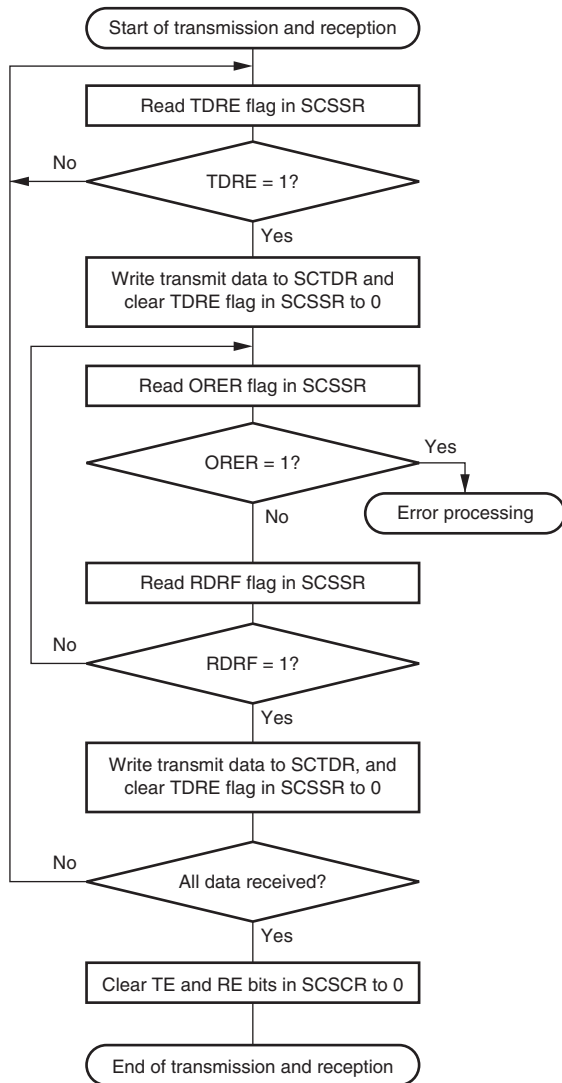 Start of transmission and reception
Read TDRE flag in SCSSR
No
TDRE = 1?
Yes
Write transmit data to SCTDR and
clear TDRE flag in SCSSR to 0
Read ORER flag in SCSSR
ORER = 1?
Yes
Error processing
No
Read RDRF flag in SCSSR
No
RDRF = 1?
Yes
Write transmit data to SCTDR, and
clear TDRE flag in SCSSR to 0
No
All data received?
Yes
Clear TE and RE bits in SCSCR to 0
End of transmission and reception